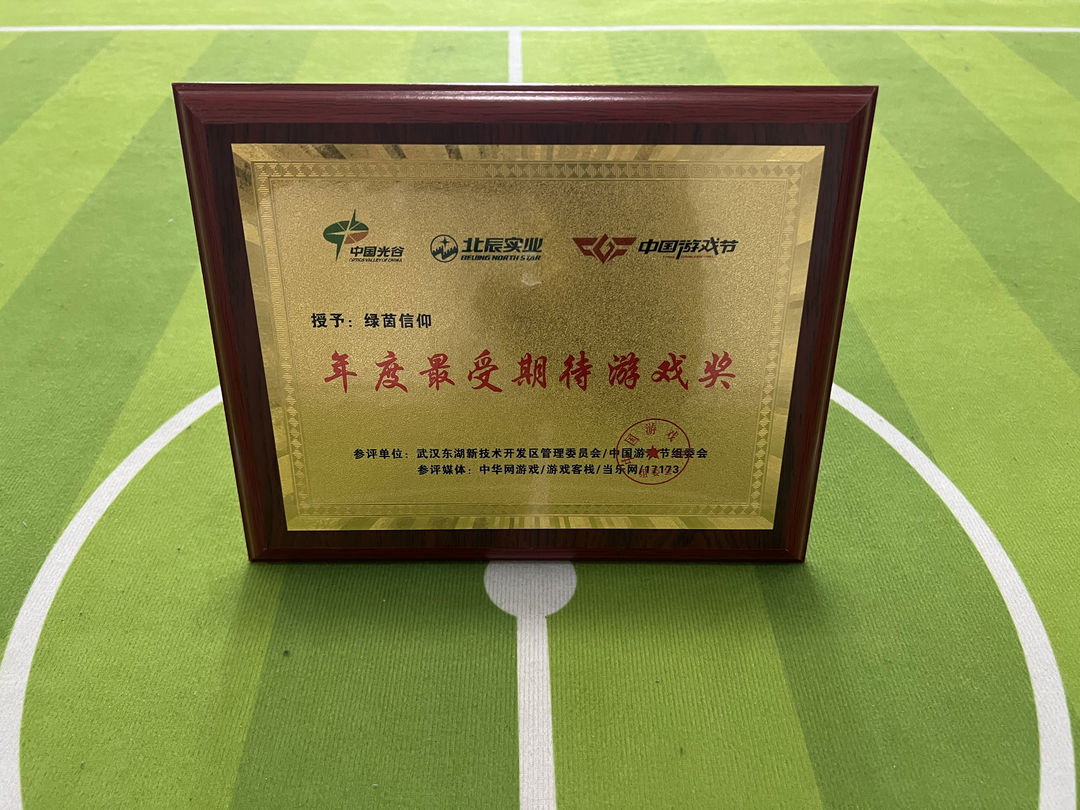 中国光谷
OPTICS VALLEY OF CHINA
北辰实业
BEIJING NORTH STAR
CGF 中国游戏节
授予：绿茵信仰
年度最受期待游戏奖
参评单位：武汉东湖新技术开发区管理委员会/中国游戏节组委会
参评媒体：中华网游戏/游戏客栈/当乐网/17173